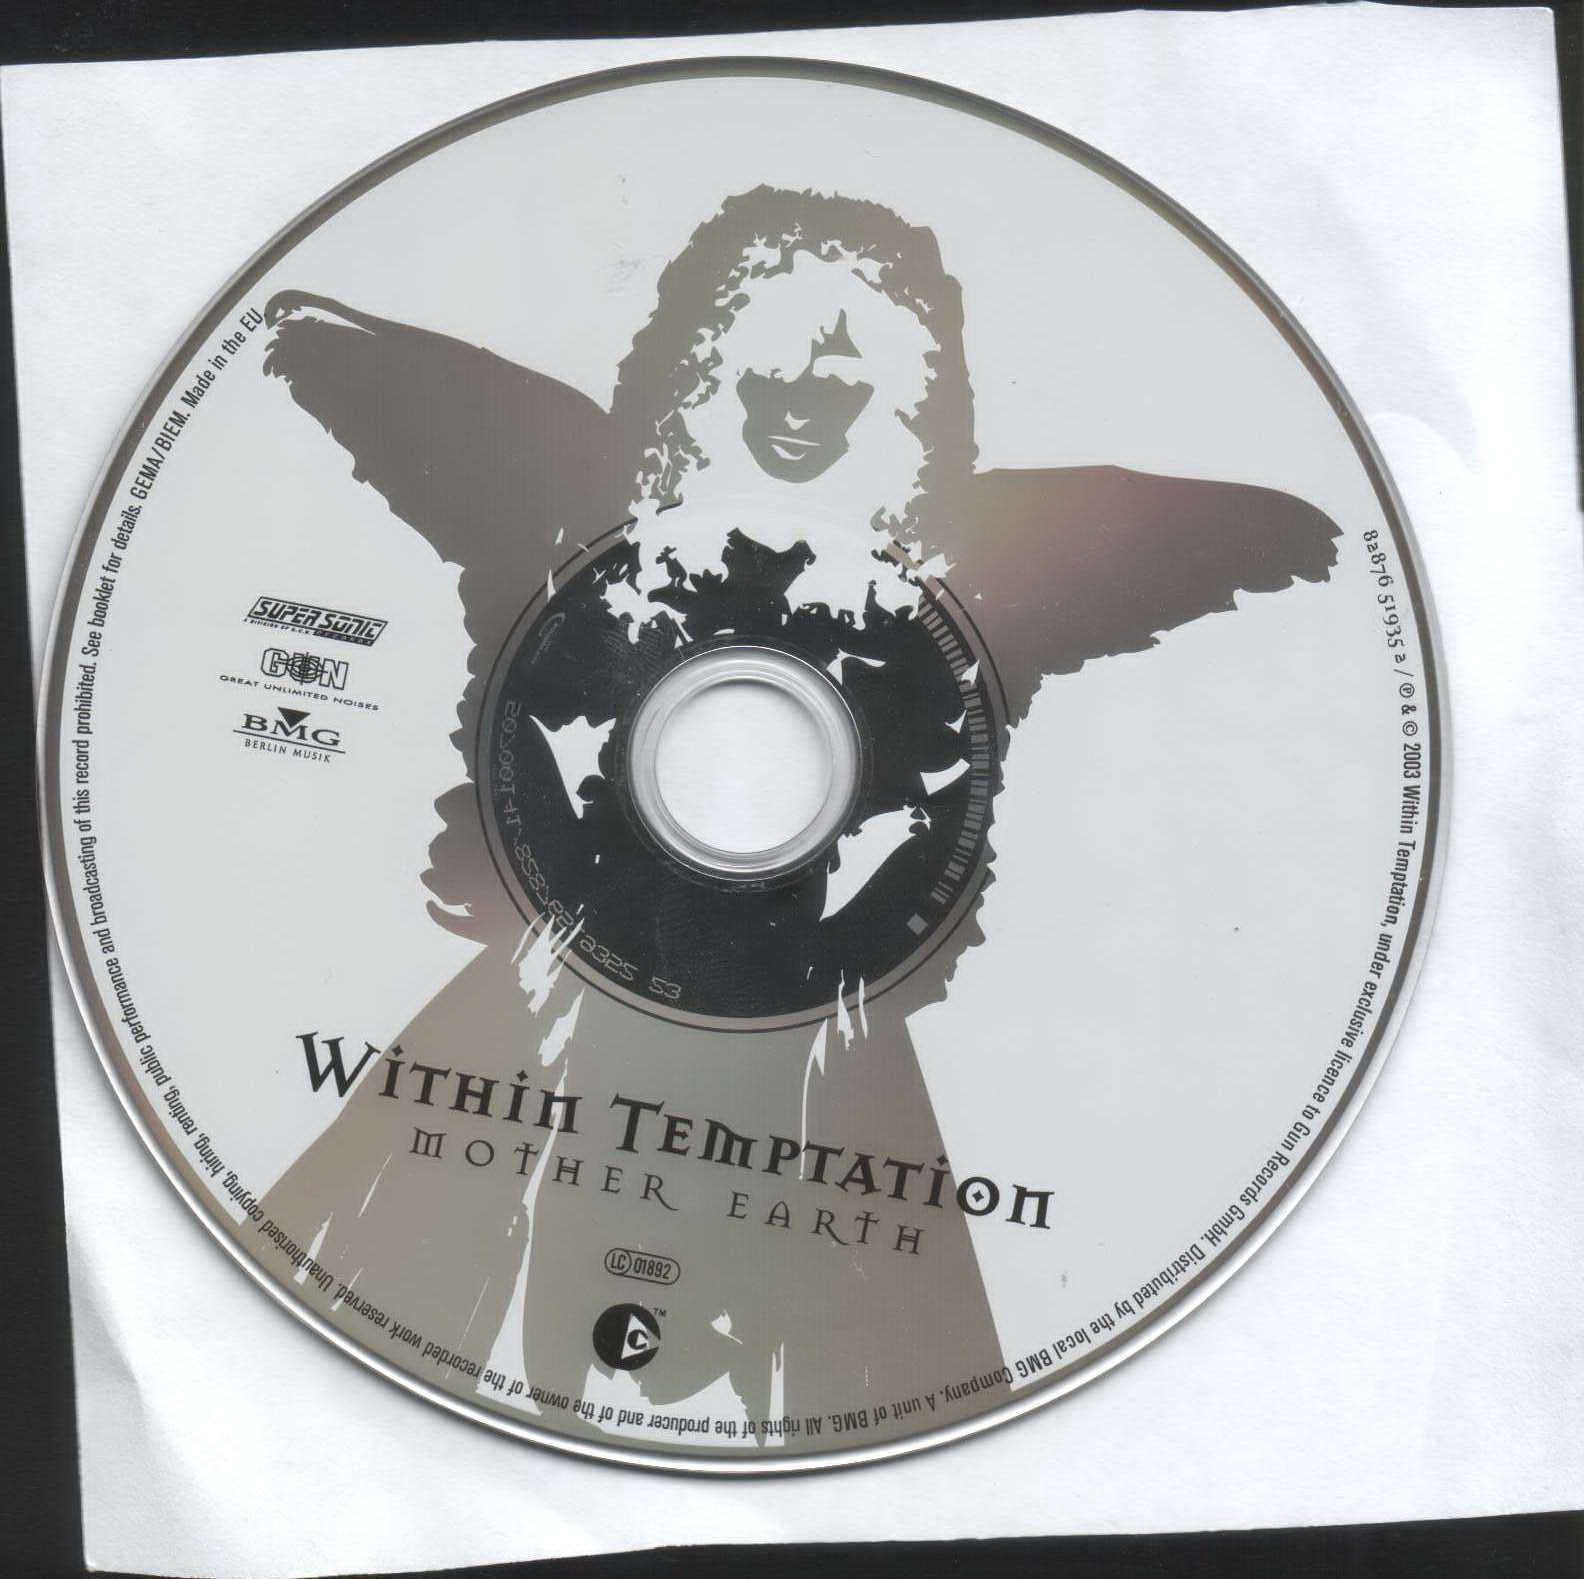 SUPER SONIC
A DIVISION OF G.U.N. RECORDS
GUN
GREAT UNLIMITED NOISES
BMG
BERLIN MUSIK
WITHIN TEMPTATION
MOTHER EARTH
LC 01892
C ™
82876 51935 2 / ℗ & © 2003 Within Temptation, under exclusive licence to Gun Records GmbH. Distributed by the local BMG Company. A unit of BMG. All rights of the producer and of the owner of the recorded work reserved. Unauthorised copying, hiring, renting, public performance and broadcasting of this record prohibited. See booklet for details. GEMA/BIEM. Made in the EU.